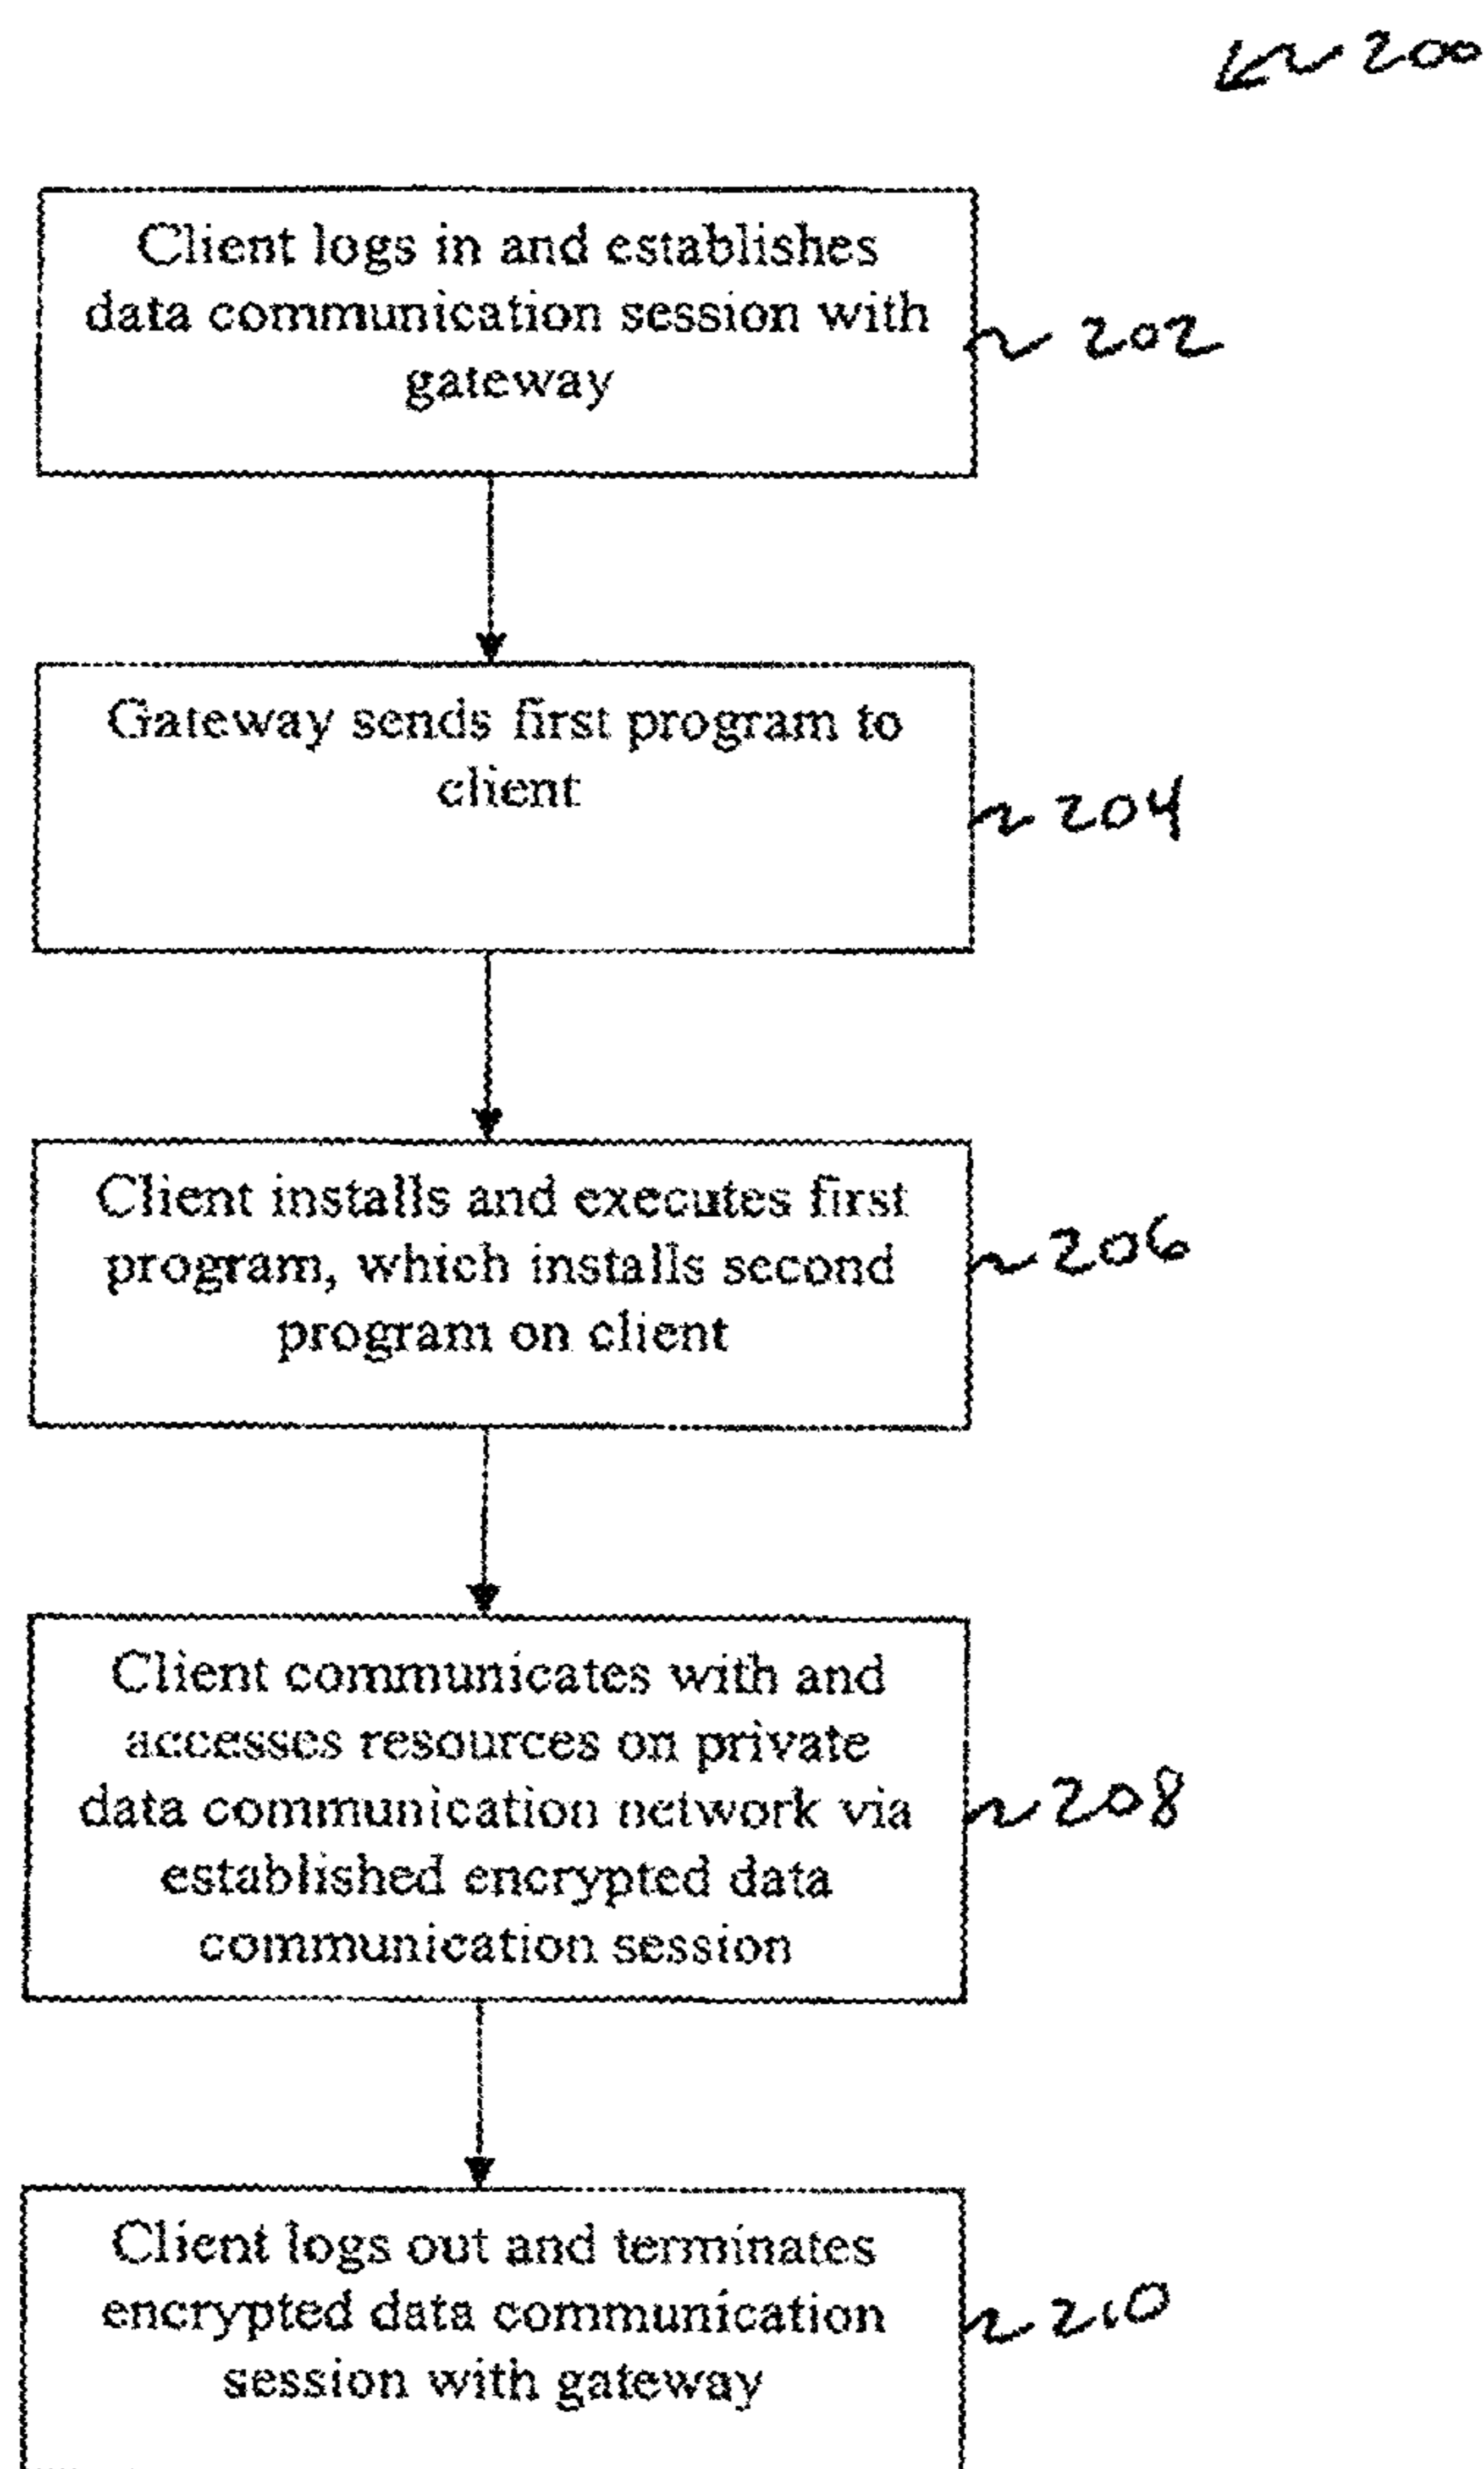 200
Client logs in and establishes
data communication session with
gateway
202
Gateway sends first program to
client
204
Client installs and executes first
program, which installs second
program on client
206
Client communicates with and
accesses resources on private
data communication network via
established encrypted data
communication session
208
Client logs out and terminates
encrypted data communication
session with gateway
210